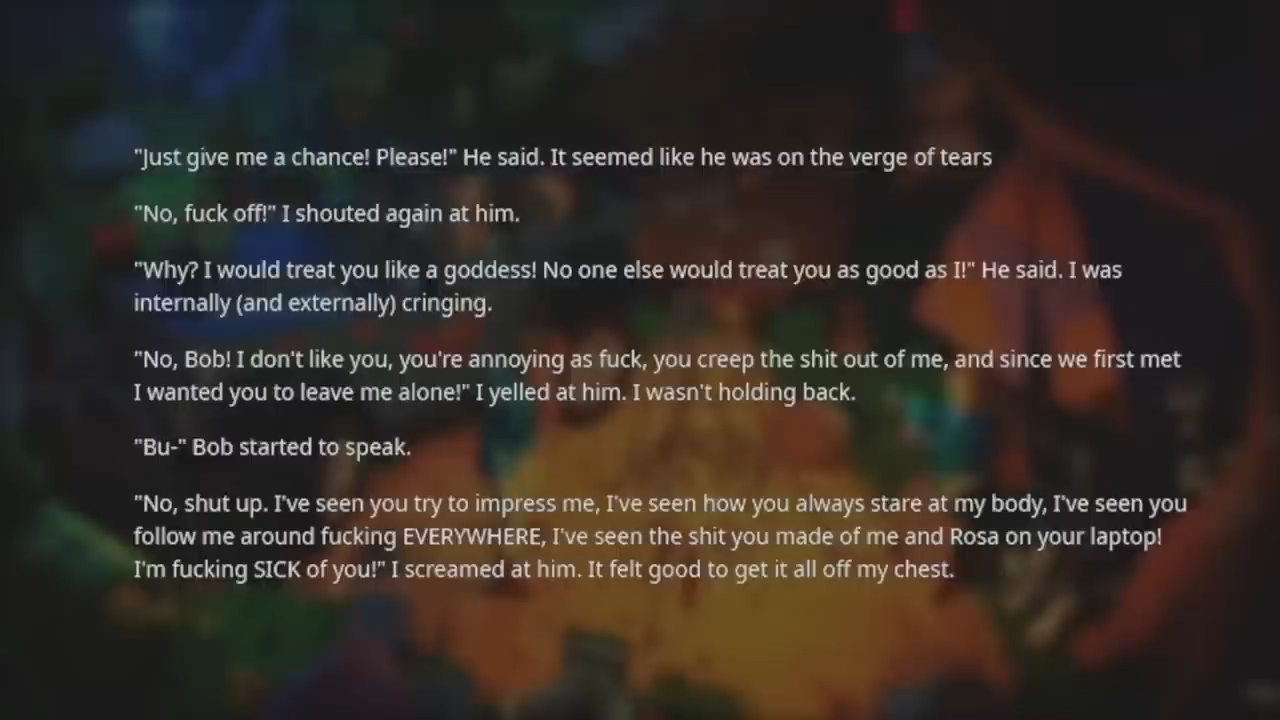 "Just give me a chance! Please!" He said. It seemed like he was on the verge of tears
"No, fuck off!" I shouted again at him.
"Why? I would treat you like a goddess! No one else would treat you as good as I!" He said. I was
internally (and externally) cringing.
"No, Bob! I don't like you, you're annoying as fuck, you creep the shit out of me, and since we first met
I wanted you to leave me alone!" I yelled at him. I wasn't holding back.
"Bu-" Bob started to speak.
"No, shut up. I've seen you try to impress me, I've seen how you always stare at my body, I've seen you
follow me around fucking EVERYWHERE, I've seen the shit you made of me and Rosa on your laptop!
I'm fucking SICK of you!" I screamed at him. It felt good to get it all off my chest.